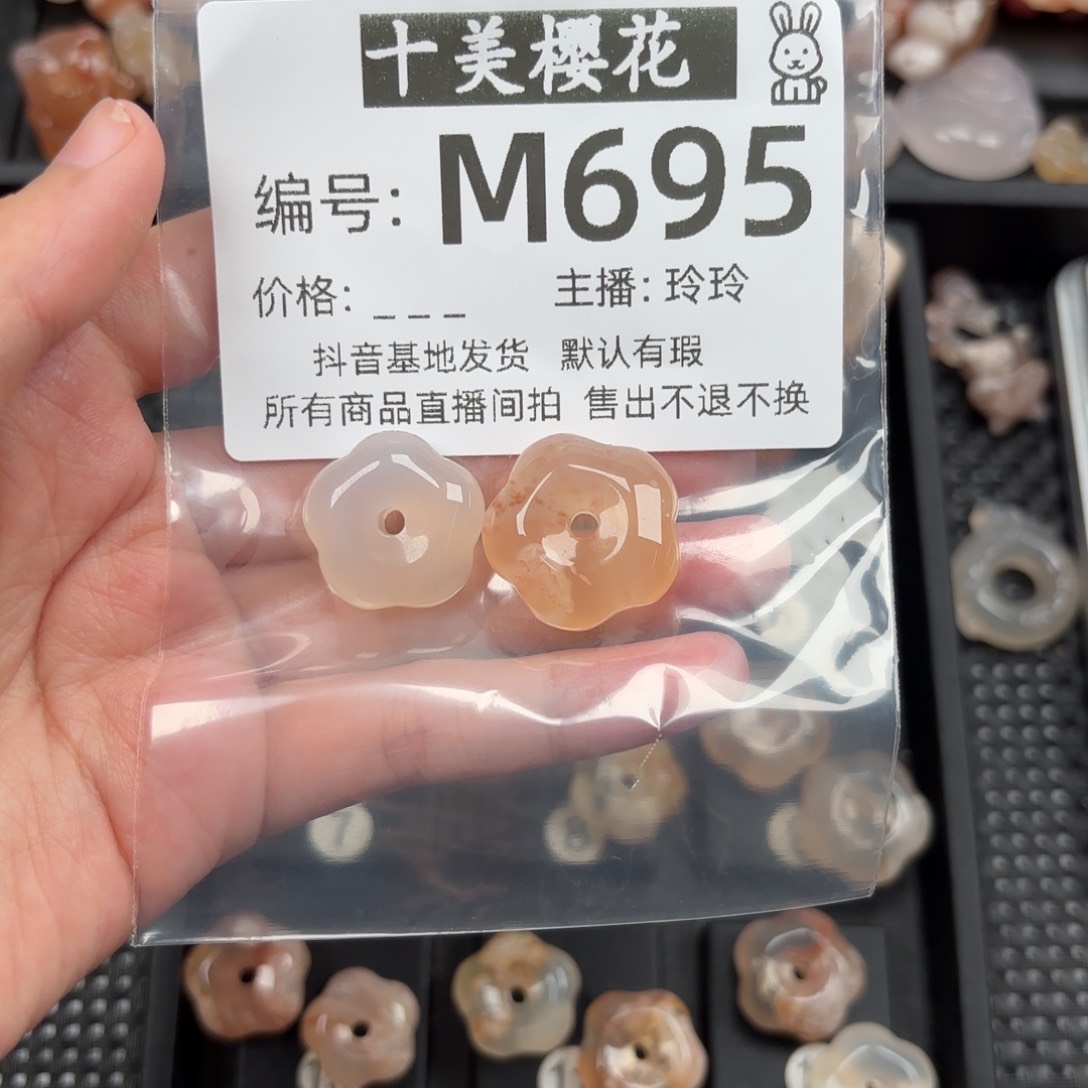 十美樱花
编号：M695
价格：_ _ _ 主播：玲玲
抖音基地发货 默认有瑕
所有商品直播间拍 售出不退不换
7